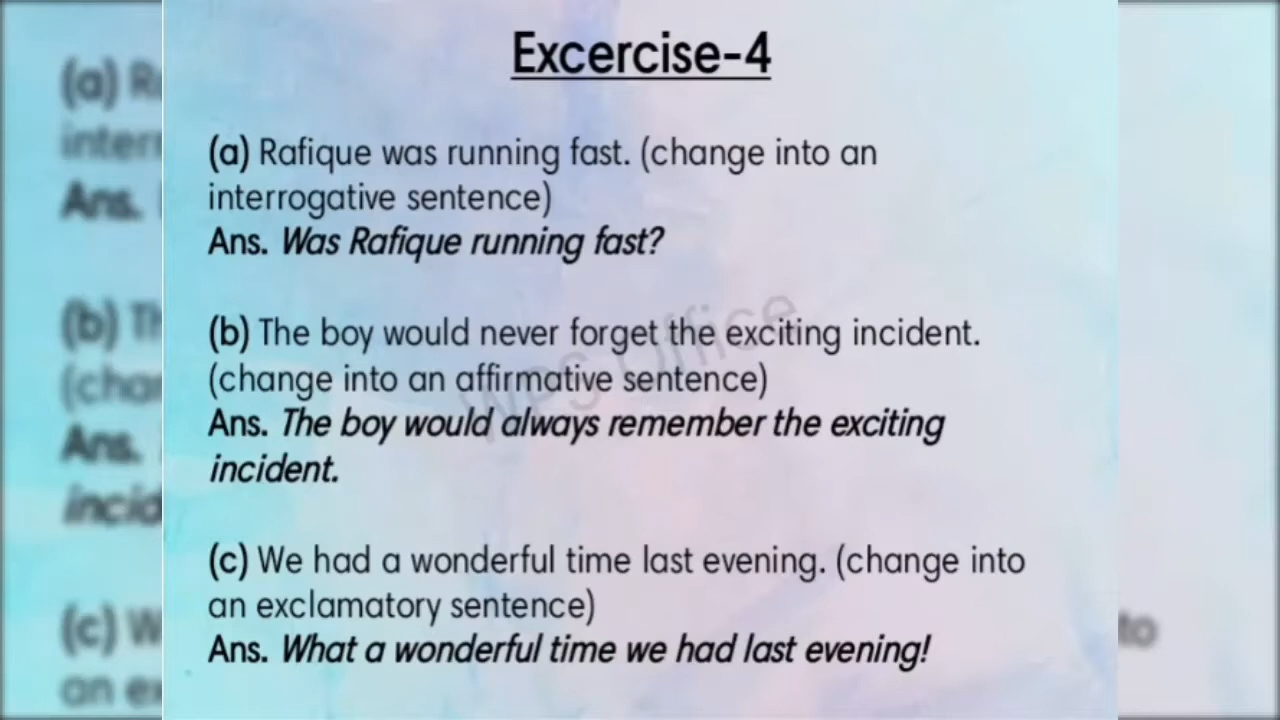 Excercise-4
(a) Rafique was running fast. (change into an
interrogative sentence)
Ans. Was Rafique running fast?
(b) The boy would never forget the exciting incident.
(change into an affirmative sentence)
Ans. The boy would always remember the exciting
incident.
(c) We had a wonderful time last evening. (change into
an exclamatory sentence)
Ans. What a wonderful time we had last evening!
WPS Office